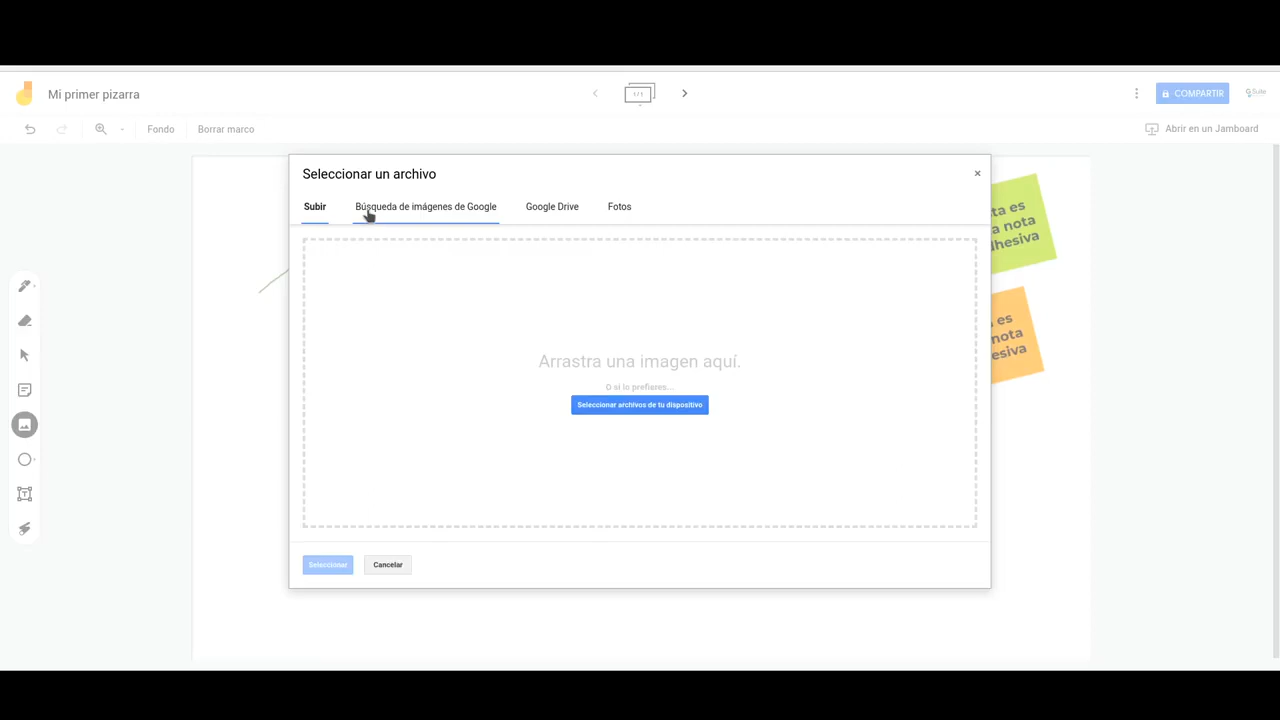 Mi primer pizarra
1 / 1
COMPARTIR
G Suite
Fondo
Borrar marco
Abrir en un Jamboard
Seleccionar un archivo
×
Subir
Búsqueda de imágenes de Google
Google Drive
Fotos
ta es
a nota
dhesiva
es
nota
esiva
Arrastra una imagen aquí.
O si lo prefieres...
Seleccionar archivos de tu dispositivo
Seleccionar
Cancelar